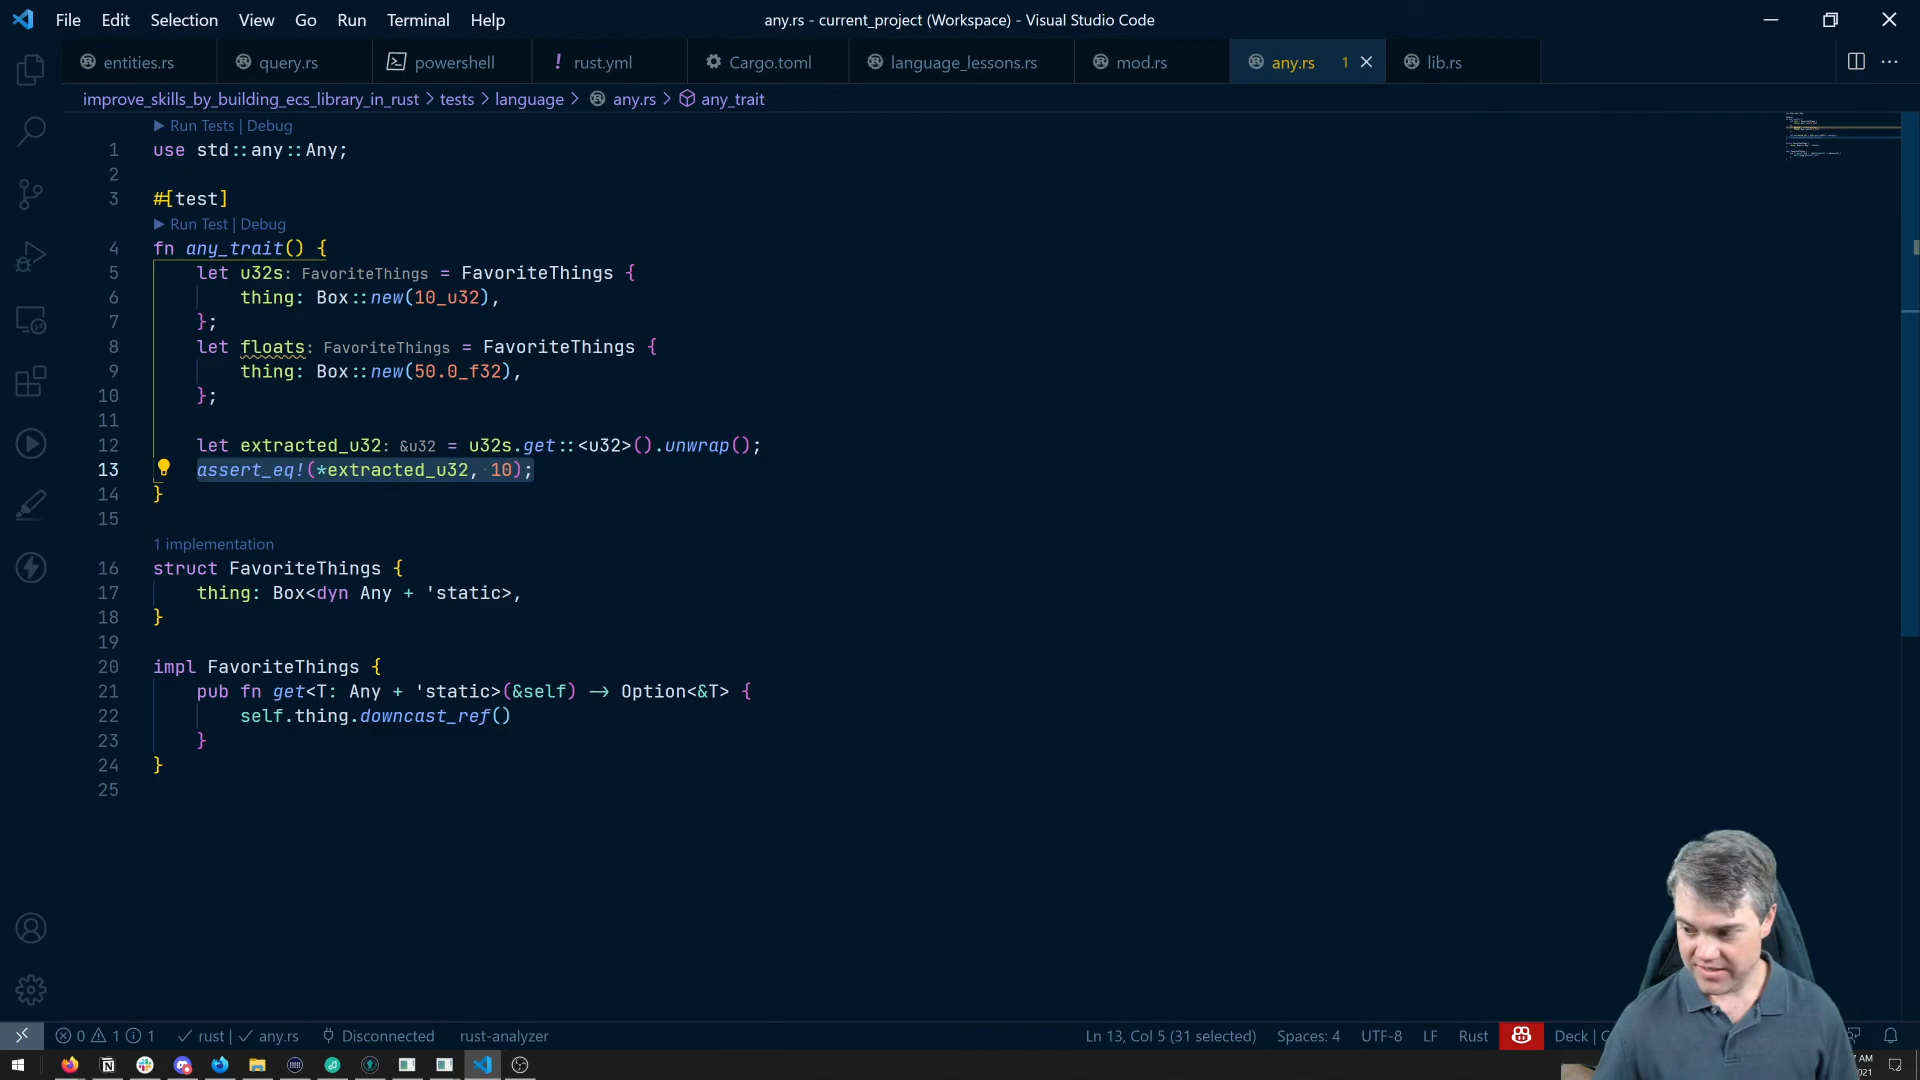 File Edit Selection View Go Run Terminal Help
any.rs - current_project (Workspace) - Visual Studio Code
entities.rs
query.rs
powershell
! rust.yml
Cargo.toml
language_lessons.rs
mod.rs
any.rs 1
lib.rs
improve_skills_by_building_ecs_library_in_rust > tests > language > any.rs > any_trait
Run Tests | Debug
1 use std::any::Any;
2
3 #[test]
Run Test | Debug
4 fn any_trait() {
5 let u32s: FavoriteThings = FavoriteThings {
6 thing: Box::new(10_u32),
7 };
8 let floats: FavoriteThings = FavoriteThings {
9 thing: Box::new(50.0_f32),
10 };
11
12 let extracted_u32: &u32 = u32s.get::<u32>().unwrap();
13 assert_eq!(*extracted_u32, 10);
14 }
15
1 implementation
16 struct FavoriteThings {
17 thing: Box<dyn Any + 'static>,
18 }
19
20 impl FavoriteThings {
21 pub fn get<T: Any + 'static>(&self) -> Option<&T> {
22 self.thing.downcast_ref()
23 }
24 }
25
0 1 1 rust | any.rs Disconnected rust-analyzer
Ln 13, Col 5 (31 selected) Spaces: 4 UTF-8 LF Rust Deck |
AM